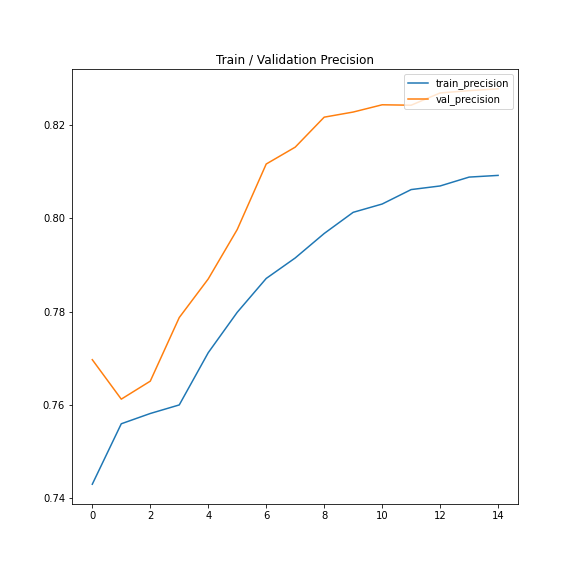 Train / Validation Precision
train_precision
val_precision
0.82
0.80
0.78
0.76
0.74
0 2 4 6 8 10 12 14